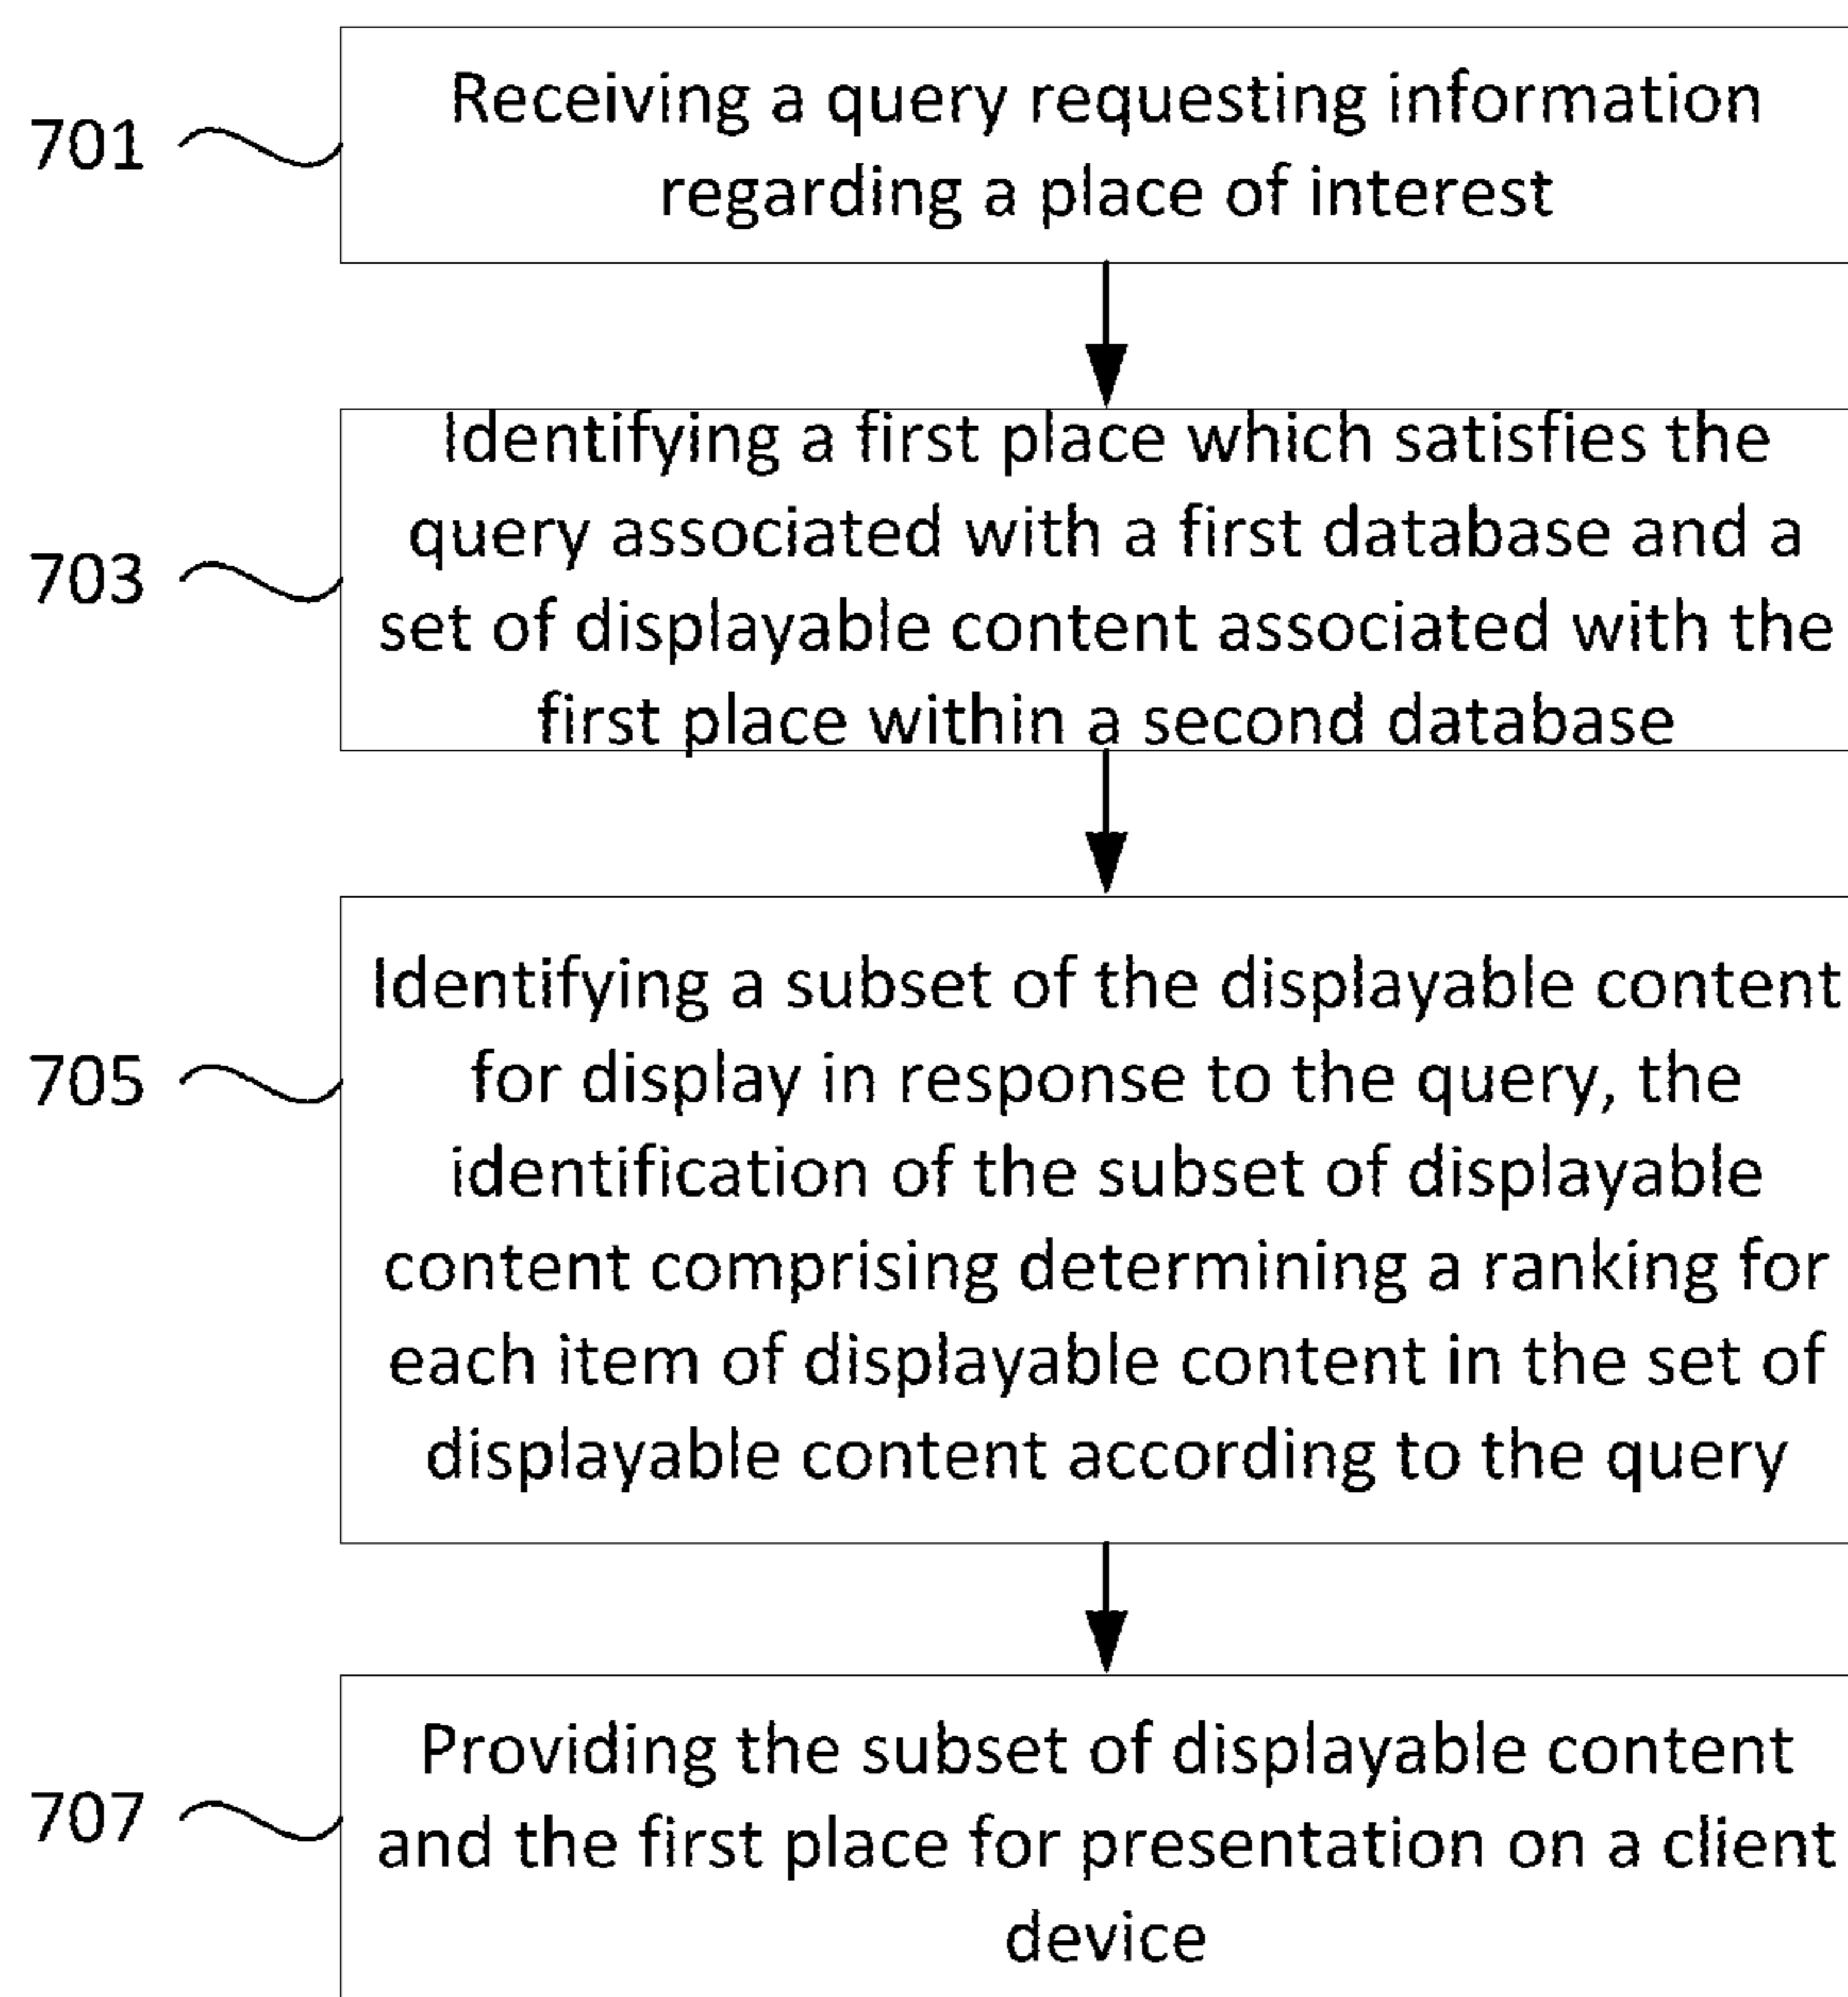 701
Receiving a query requesting information
regarding a place of interest
703
Identifying a first place which satisfies the
query associated with a first database and a
set of displayable content associated with the
first place within a second database
705
Identifying a subset of the displayable content
for display in response to the query, the
identification of the subset of displayable
content comprising determining a ranking for
each item of displayable content in the set of
displayable content according to the query
707
Providing the subset of displayable content
and the first place for presentation on a client
device